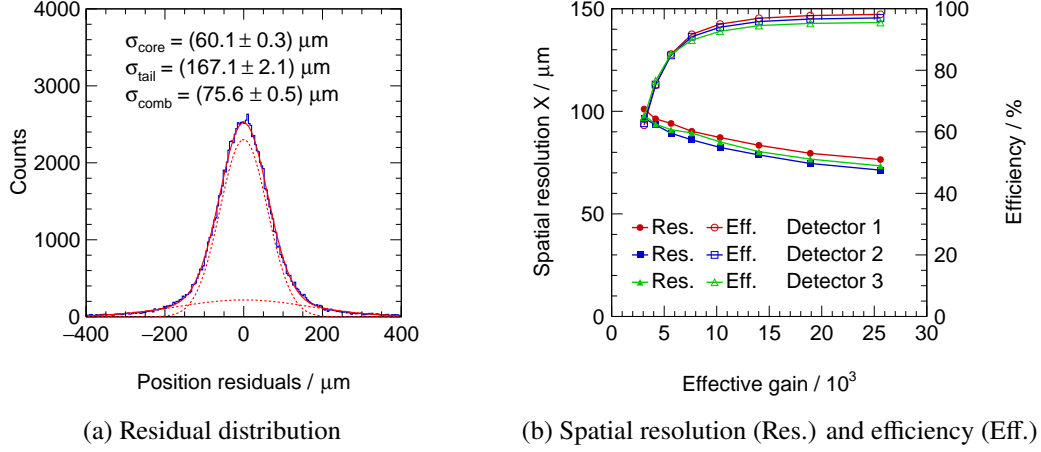 4000
3000
2000
1000
0
Counts
σcore = (60.1 ± 0.3) μm
σtail = (167.1 ± 2.1) μm
σcomb = (75.6 ± 0.5) μm
−400 −200 0 200 400
Position residuals / μm
(a) Residual distribution
150
100
50
0
Spatial resolution X / μm
100
80
60
40
20
0
Efficiency / %
Res. Eff. Detector 1
Res. Eff. Detector 2
Res. Eff. Detector 3
0 5 10 15 20 25 30
Effective gain / 10³
(b) Spatial resolution (Res.) and efficiency (Eff.)